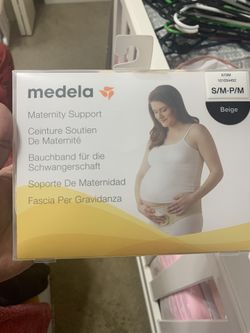 medela
Maternity Support
Ceinture Soutien
De Maternité
Bauchband für die
Schwangerschaft
Soporte De Maternidad
Fascia Per Gravidanza
S/M-P/M
Beige